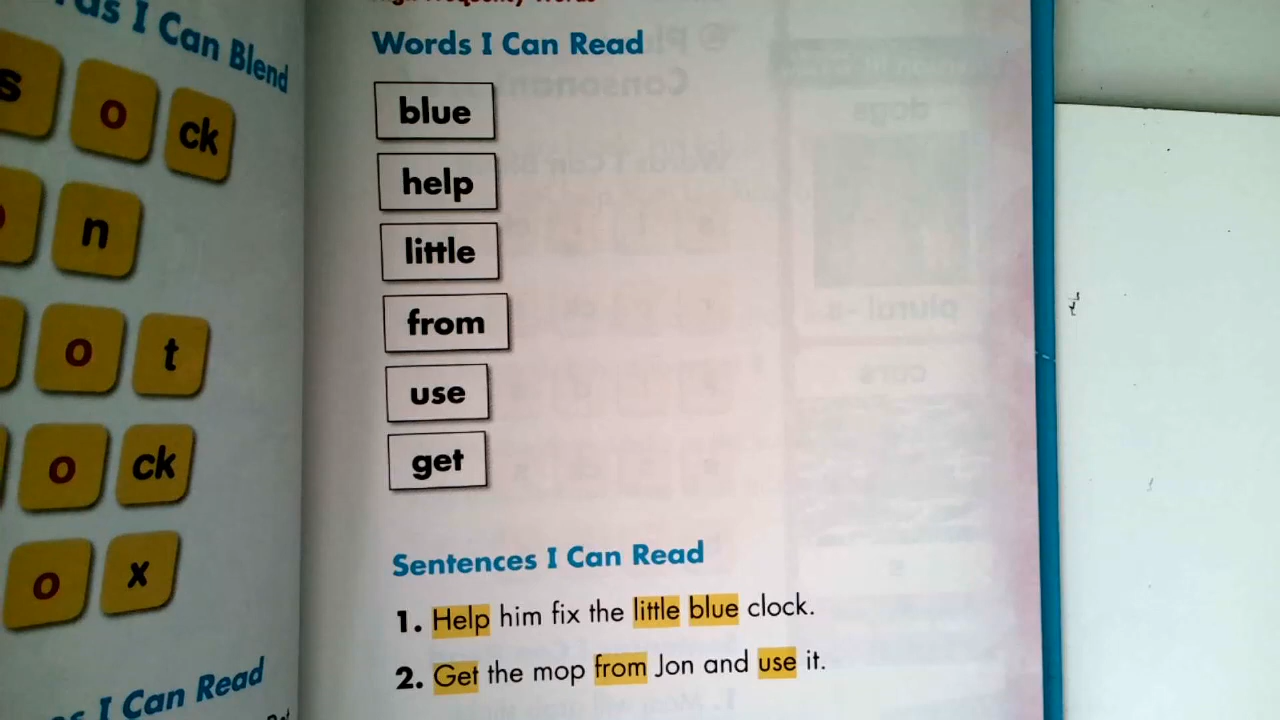 I Can Blend
s o ck
n
o t
o ck
o x
I Can Read
Words I Can Read
blue
help
little
from
use
get
Sentences I Can Read
1. Help him fix the little blue clock.
2. Get the mop from Jon and use it.